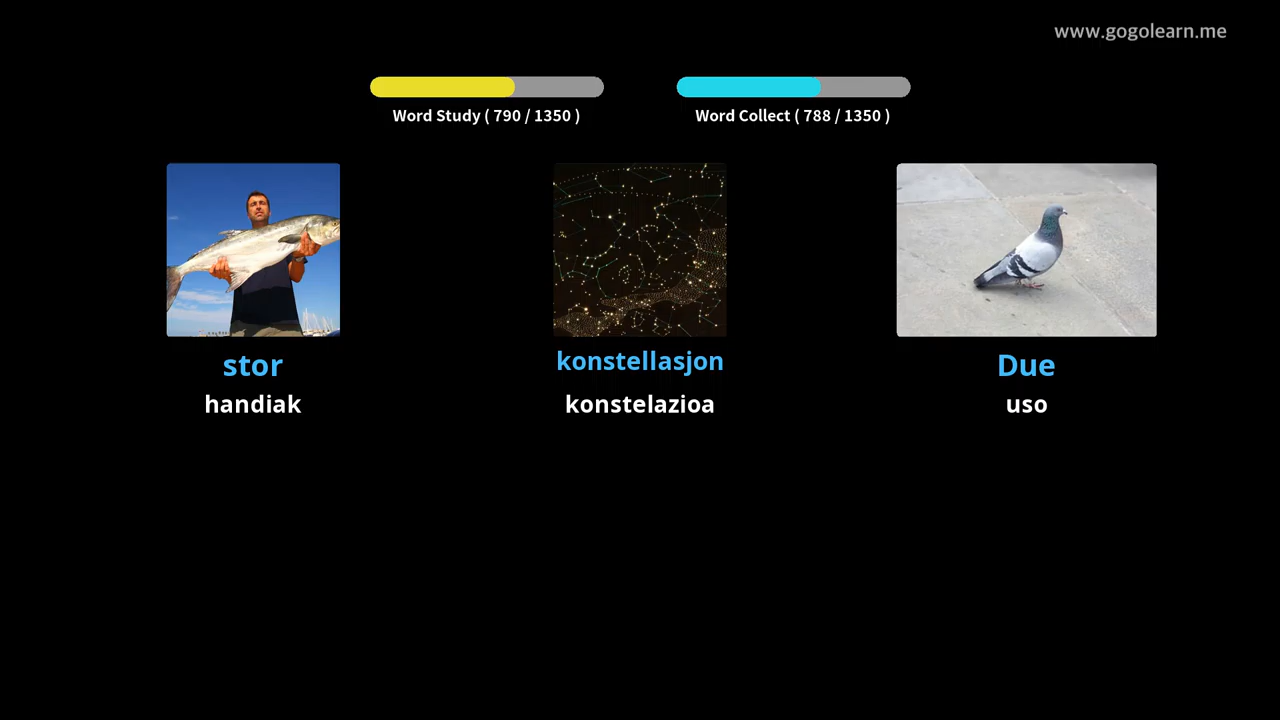 www.gogolearn.me
Word Study ( 790 / 1350 )
Word Collect ( 788 / 1350 )
stor
handiak
konstellasjon
konstelazioa
Due
uso